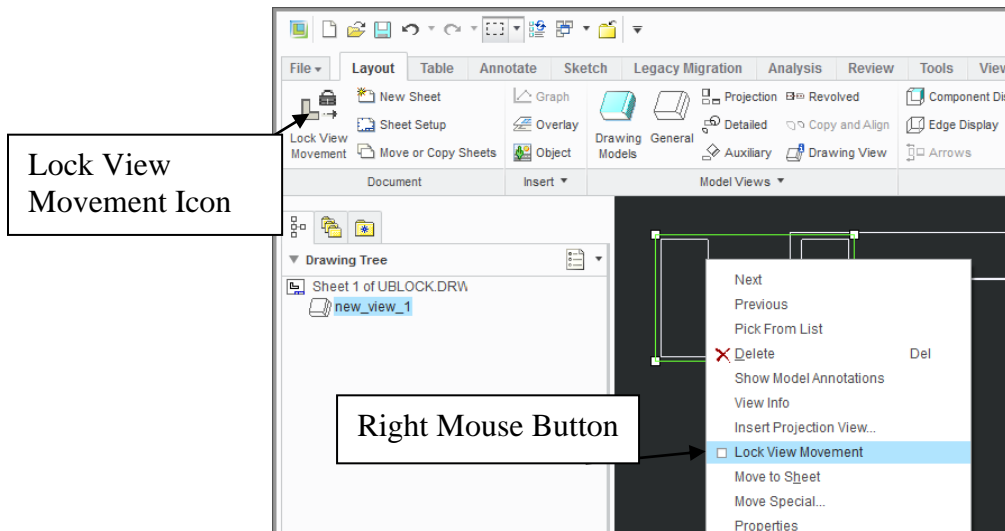 File Layout Table Annotate Sketch Legacy Migration Analysis Review Tools View
New Sheet
Sheet Setup
Move or Copy Sheets
Lock View
Movement
Document
Graph
Overlay
Object
Insert
Drawing
Models
General
Projection
Detailed
Auxiliary
Revolved
Copy and Align
Drawing View
Model Views
Component Dis
Edge Display
Arrows
Lock View
Movement Icon
Drawing Tree
Sheet 1 of UBLOCK.DRW
new_view_1
Next
Previous
Pick From List
Delete Del
Show Model Annotations
View Info
Insert Projection View...
Lock View Movement
Move to Sheet
Move Special...
Properties
Right Mouse Button